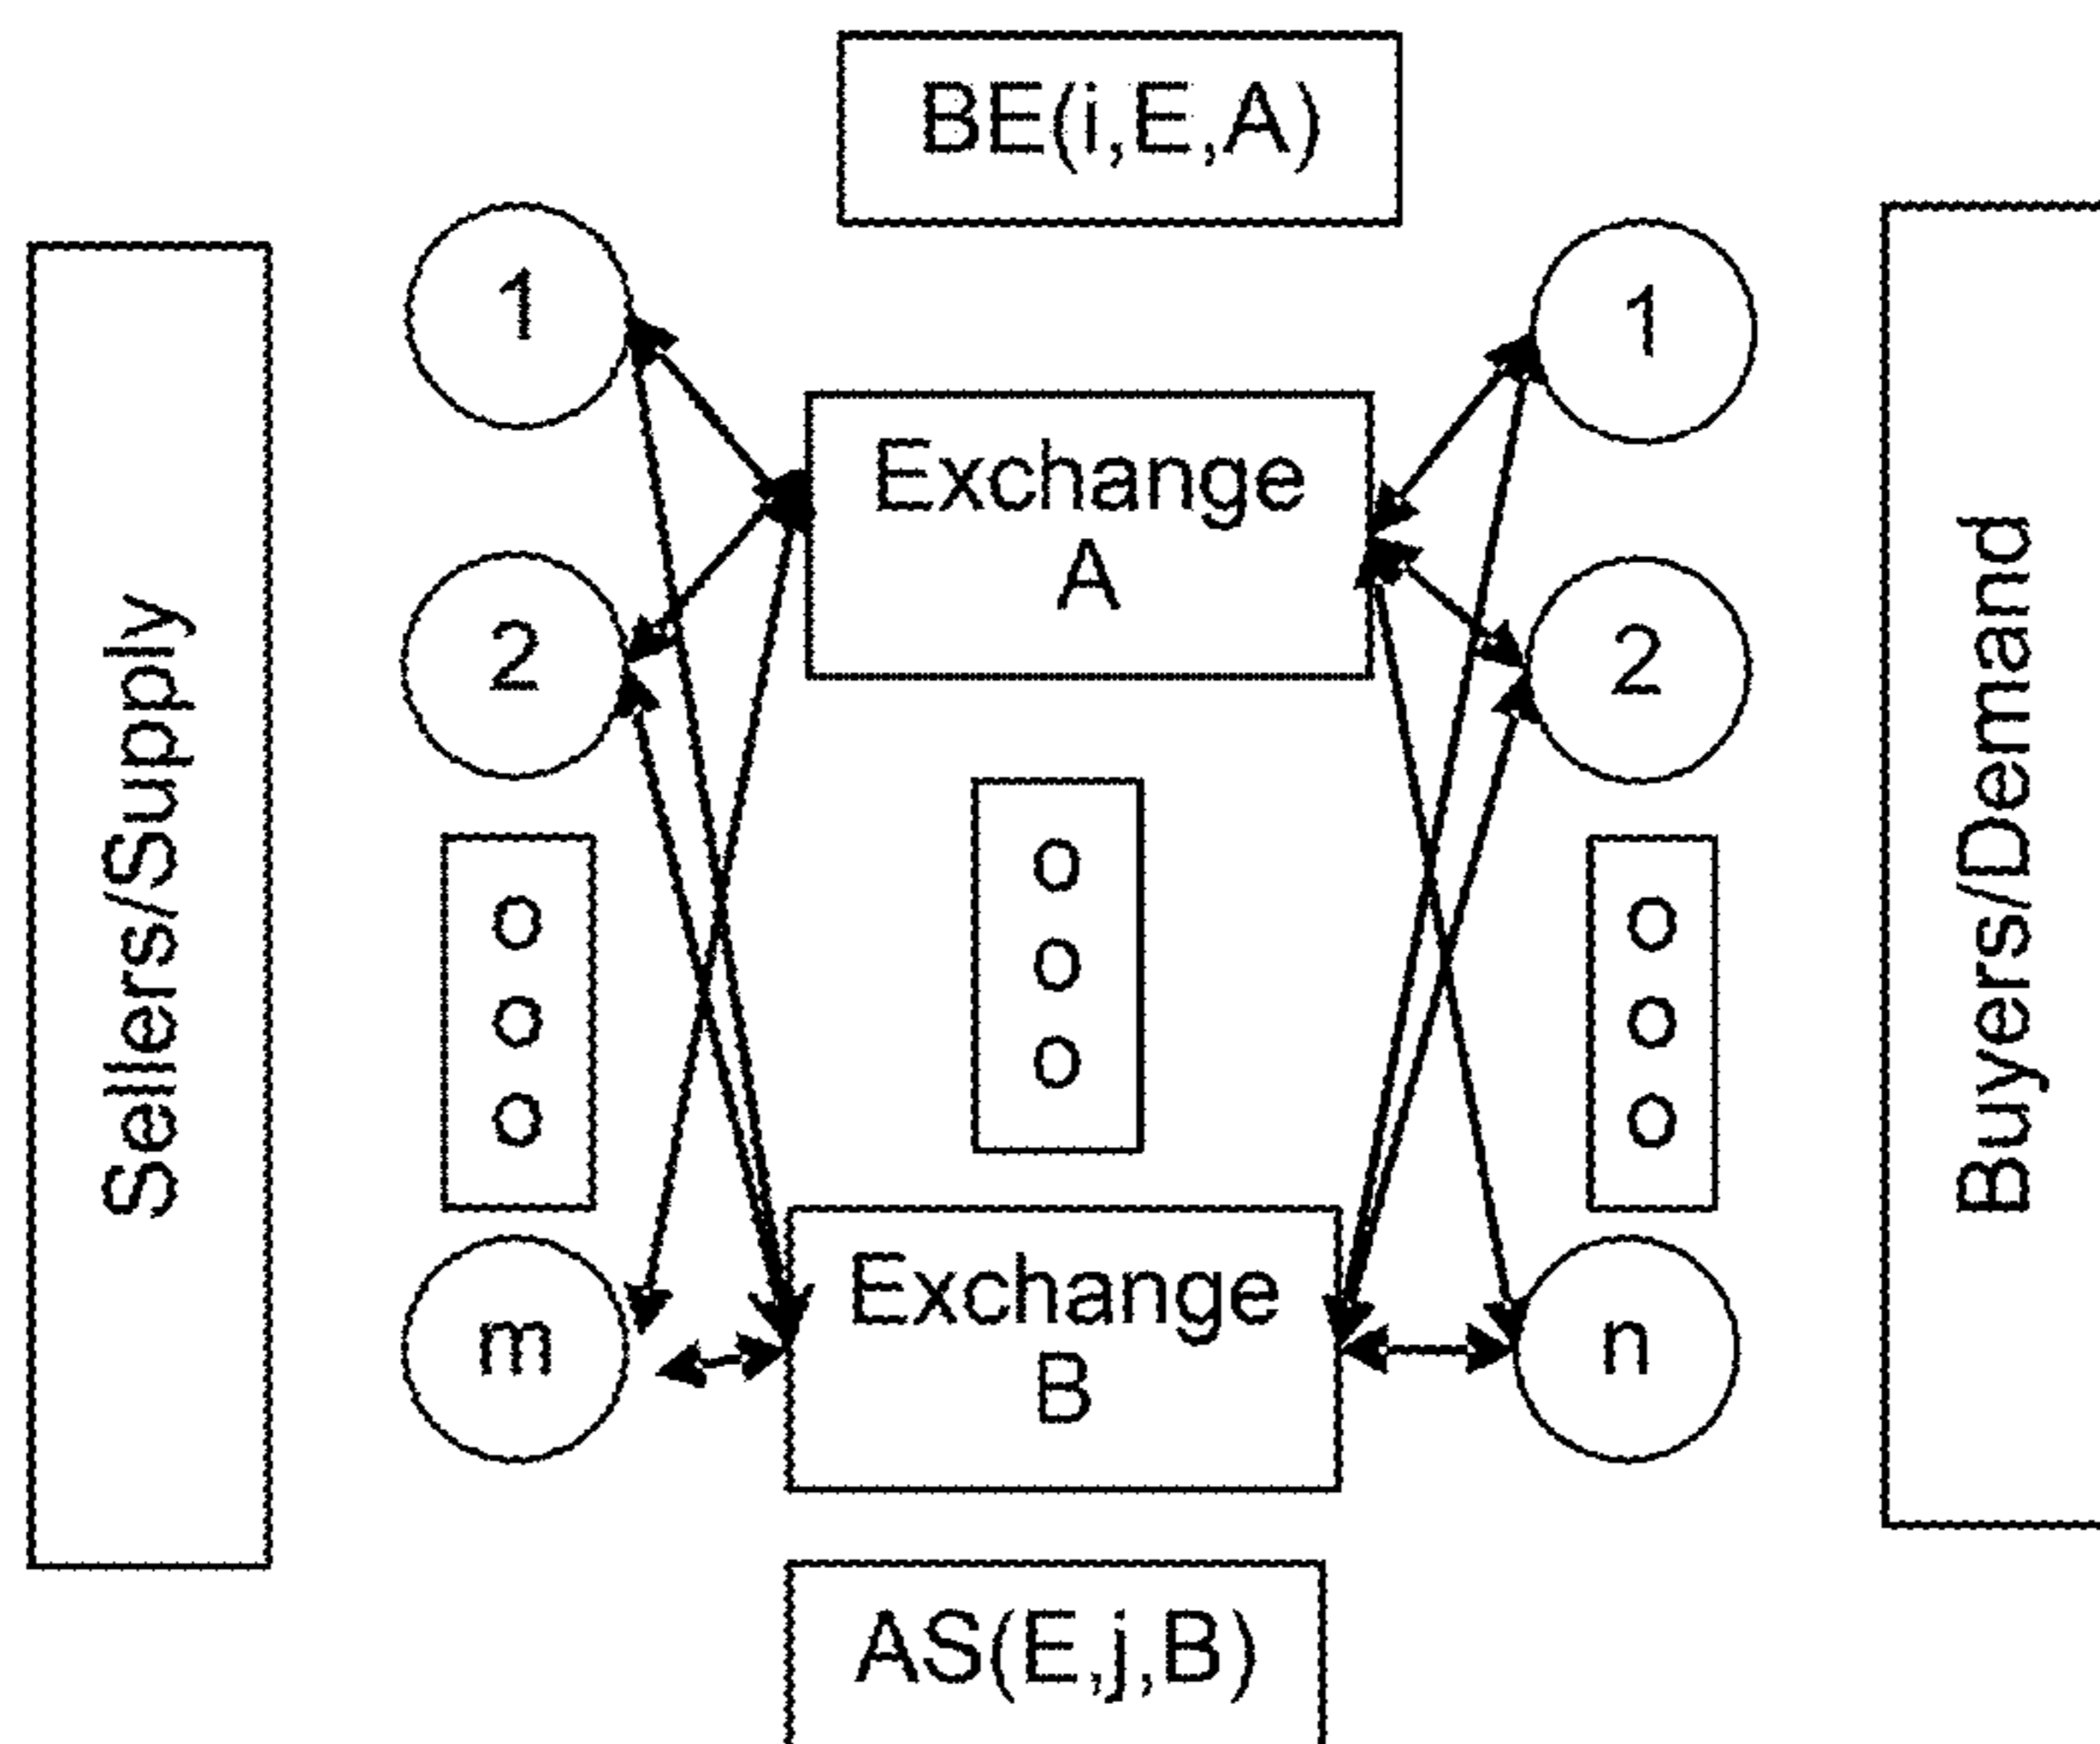 BE(i,E,A)
Sellers/Supply
1
2
o
o
o
m
Exchange
A
o
o
o
Exchange
B
1
2
o
o
o
n
Buyers/Demand
AS(E,j,B)